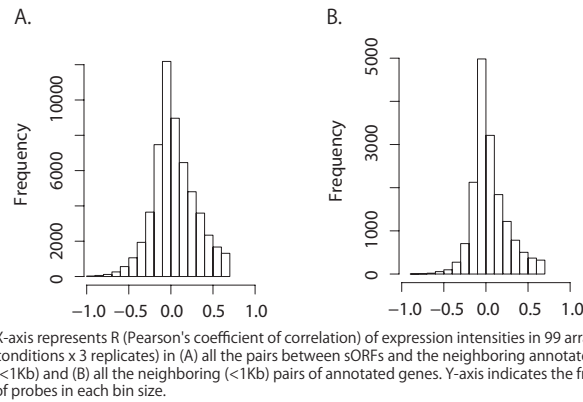 A.
B.
Frequency
0
2000
6000
10000
−1.0
−0.5
0.0
0.5
1.0
Frequency
0
1000
3000
5000
−1.0
−0.5
0.0
0.5
1.0
X-axis represents R (Pearson's coefficient of correlation) of expression intensities in 99 arra
conditions x 3 replicates) in (A) all the pairs between sORFs and the neighboring annotate
<1Kb) and (B) all the neighboring (<1Kb) pairs of annotated genes. Y-axis indicates the fr
of probes in each bin size.